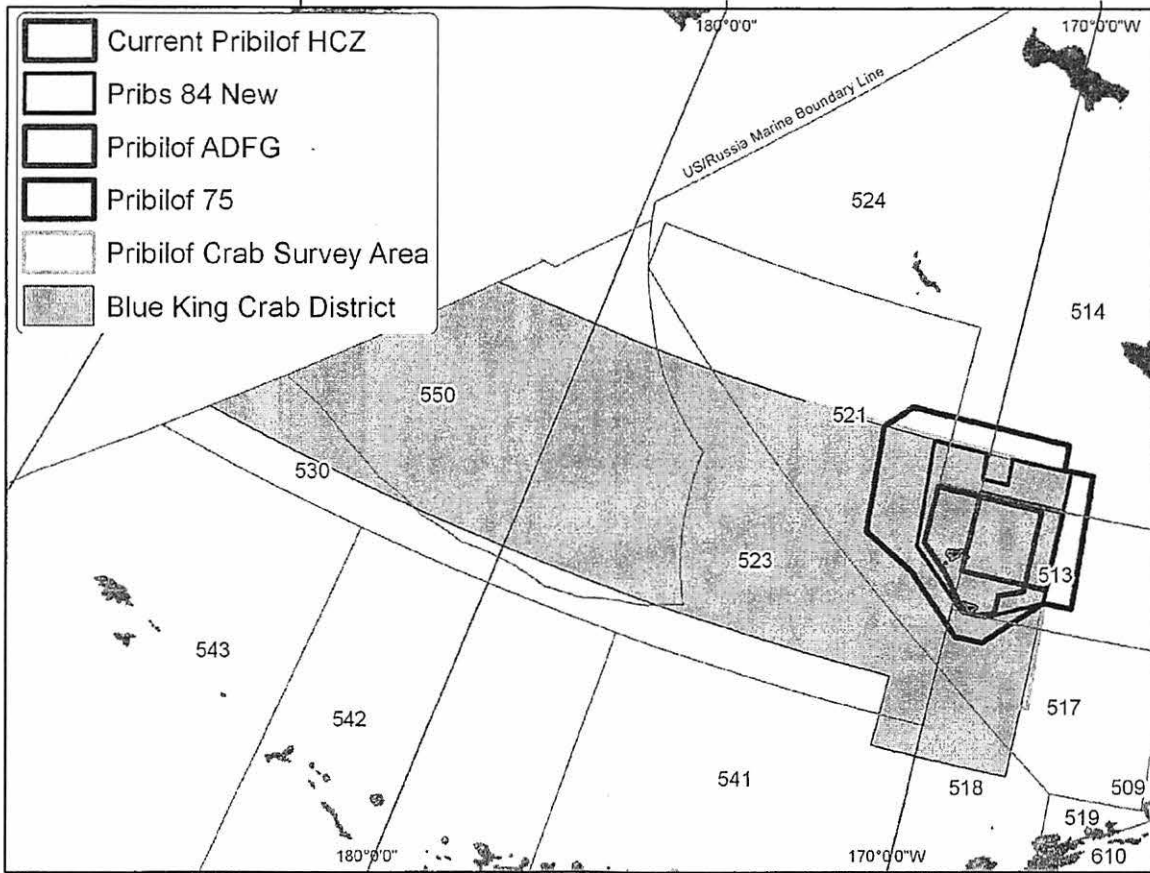 Current Pribilof HCZ
Pribs 84 New
Pribilof ADFG
Pribilof 75
Pribilof Crab Survey Area
Blue King Crab District
180°0'0"
170°0'0"W
US/Russia Marine Boundary Line
524
514
550
521
530
523
513
543
542
541
517
518
509
519
610
180°0'0"
170°0'0"W